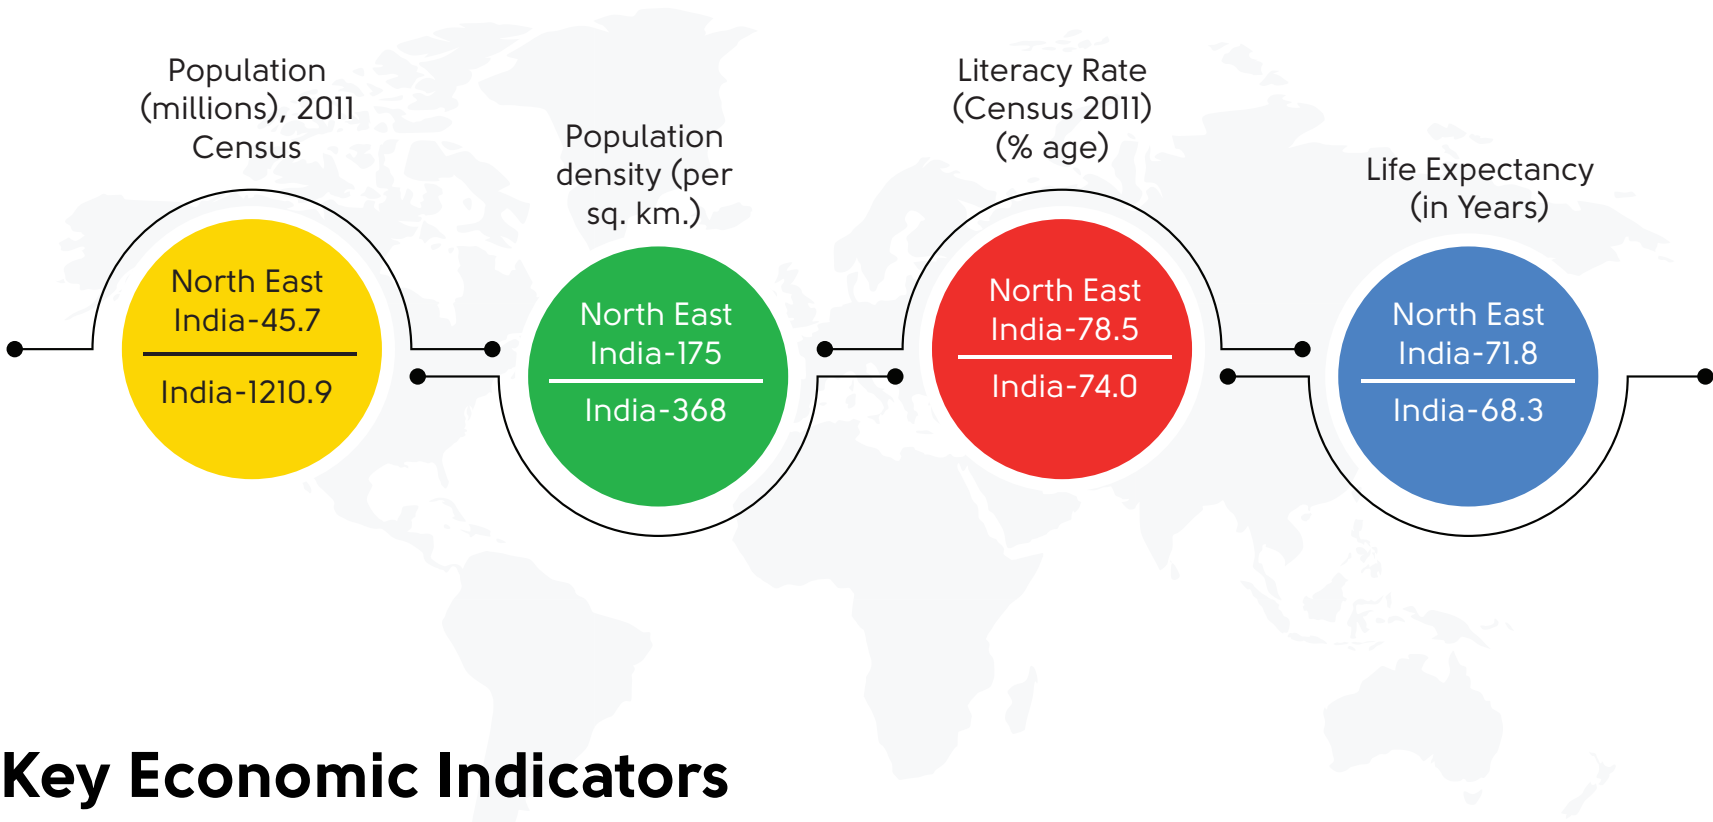 Population
(millions), 2011
Census
North East
India-45.7
India-1210.9
Population
density (per
sq. km.)
North East
India-175
India-368
Literacy Rate
(Census 2011)
(% age)
North East
India-78.5
India-74.0
Life Expectancy
(in Years)
North East
India-71.8
India-68.3
Key Economic Indicators